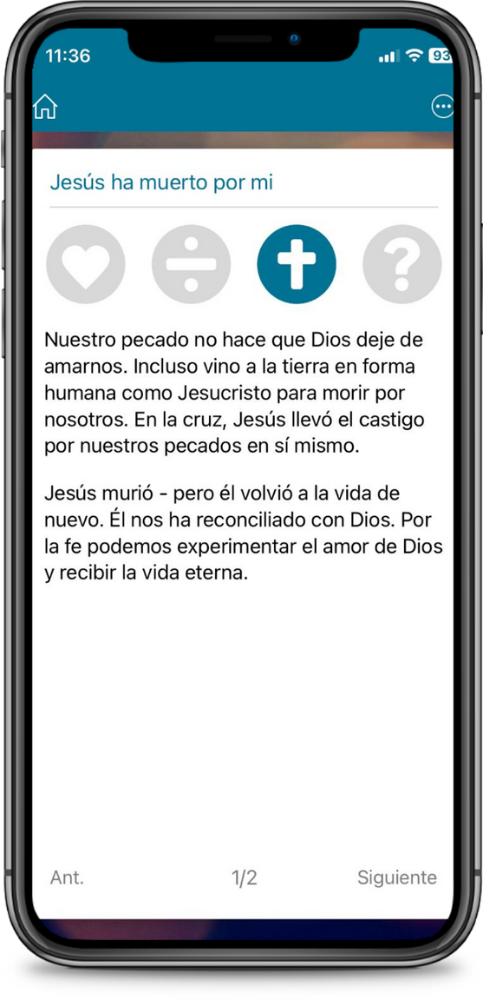 11:36
93
Jesús ha muerto por mi
Nuestro pecado no hace que Dios deje de
amarnos. Incluso vino a la tierra en forma
humana como Jesucristo para morir por
nosotros. En la cruz, Jesús llevó el castigo
por nuestros pecados en sí mismo.
Jesús murió - pero él volvió a la vida de
nuevo. Él nos ha reconciliado con Dios. Por
la fe podemos experimentar el amor de Dios
y recibir la vida eterna.
Ant. 1/2 Siguiente